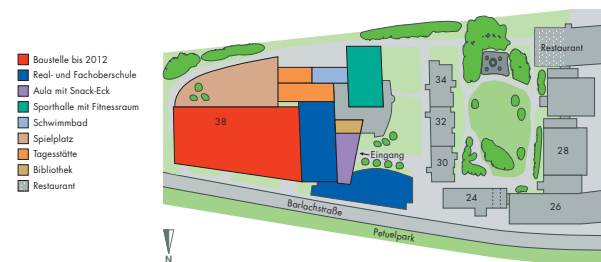 Baustelle bis 2012
Real- und Fachoberschule
Aula mit Snack-Eck
Sporthalle mit Fitnessraum
Schwimmbad
Spielplatz
Tagesstätte
Bibliothek
Restaurant
Restaurant
38
34
32
30
28
24
26
Eingang
Barlachstraße
Petuelpark
N